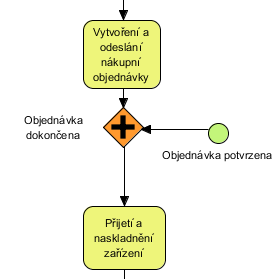 Vytvoření a
odeslání
nákupní
objednávky
Objednávka
dokončena
Objednávka potvrzena
Přijetí a
naskladnění
zařízení